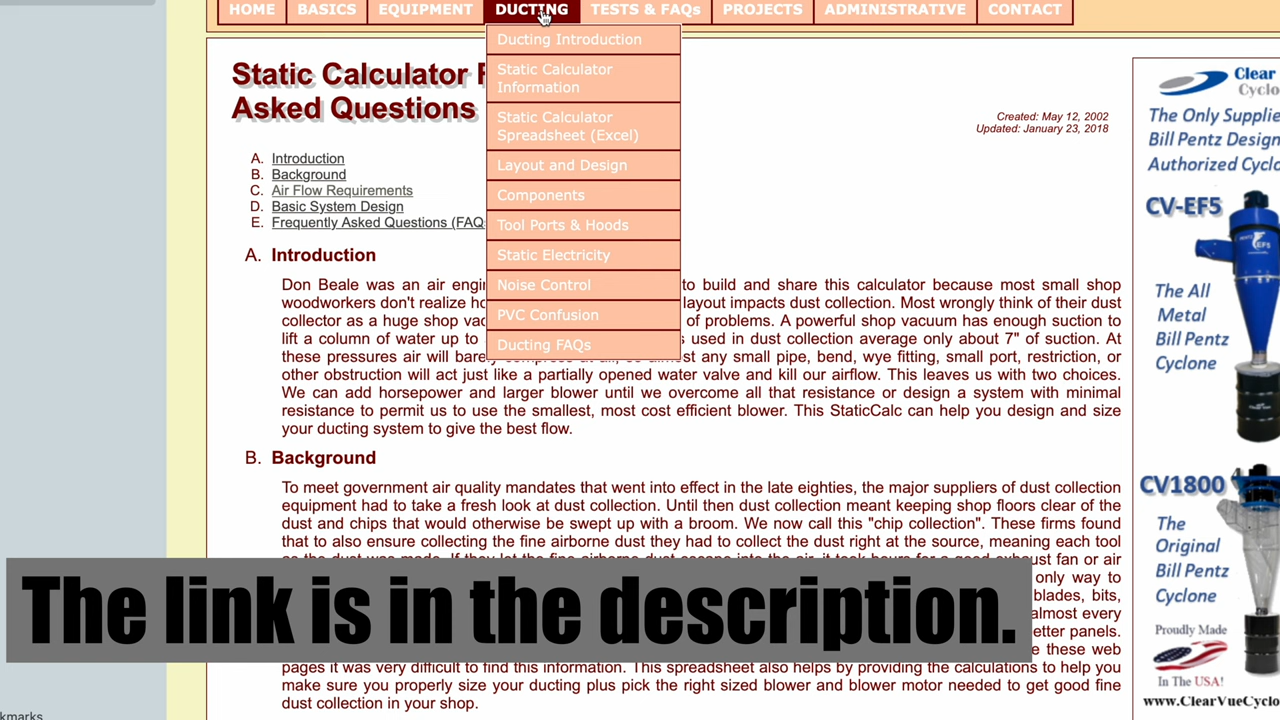 HOME BASICS EQUIPMENT DUCTING TESTS & FAQs PROJECTS ADMINISTRATIVE CONTACT
Ducting Introduction
Static Calculator
Information
Static Calculator
Spreadsheet (Excel)
Layout and Design
Components
Tool Ports & Hoods
Static Electricity
Noise Control
PVC Confusion
Ducting FAQs
Static Calculator
Asked Questions
Created: May 12, 2002
Updated: January 23, 2018
A. Introduction
B. Background
C. Air Flow Requirements
D. Basic System Design
E. Frequently Asked Questions (FAQ
A. Introduction
Don Beale was an air to build and share this calculator because most small shop
woodworkers don't realize layout impacts dust collection. Most wrongly think of their dust
collector as a huge shop of problems. A powerful shop vacuum has enough suction to
lift a column of water up to used in dust collection average only about 7" of suction. At
these pressures air will any small pipe, bend, wye fitting, small port, restriction, or
other obstruction will act just like a partially opened water valve and kill our airflow. This leaves us with two choices.
We can add horsepower and larger blower until we overcome all that resistance or design a system with minimal
resistance to permit us to use the smallest, most cost efficient blower. This StaticCalc can help you design and size
your ducting system to give the best flow.
B. Background
To meet government air quality mandates that went into effect in the late eighties, the major suppliers of dust collection
equipment had to take a fresh look at dust collection. Until then dust collection meant keeping shop floors clear of the
dust and chips that would otherwise be swept up with a broom. We now call this "chip collection". These firms found
that to also ensure collecting the fine airborne dust they had to collect the dust right at the source, meaning each tool
fan or air
only way to
blades, bits,
almost every
panels.
these web
pages it was very difficult to find this information. This spreadsheet also helps by providing the calculations to help you
make sure you properly size your ducting plus pick the right sized blower and blower motor needed to get good fine
dust collection in your shop.
The link is in the description.
Clear
The Only
Bill Pentz
CV-EF5
EF5
The All
Metal
Bill Pentz
Cyclone
CV1800
The
Original
Bill Pentz
Cyclone
Proudly Made
In The USA!